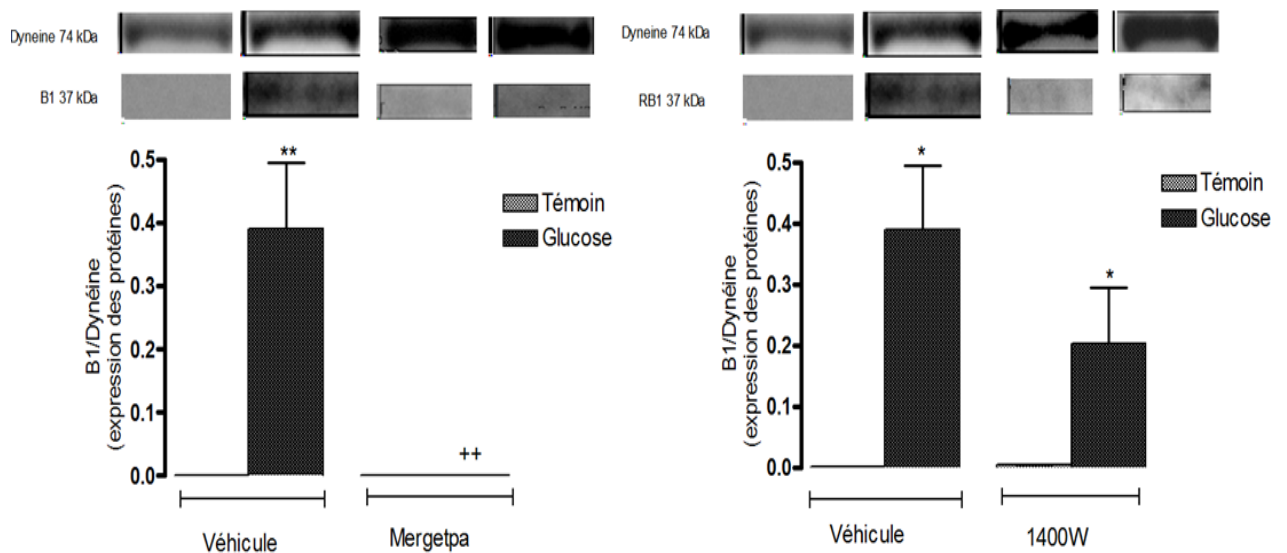 Dyneine 74 kDa
B1 37 kDa
0.5
0.4
0.3
0.2
0.1
0.0
B1/Dynéine
(expression des protéines)
**
++
Témoin
Glucose
Véhicule
Mergetpa
Dyneine 74 kDa
RB1 37 kDa
0.5
0.4
0.3
0.2
0.1
0.0
B1/Dynéine
(expression des protéines)
*
*
Témoin
Glucose
Véhicule
1400W